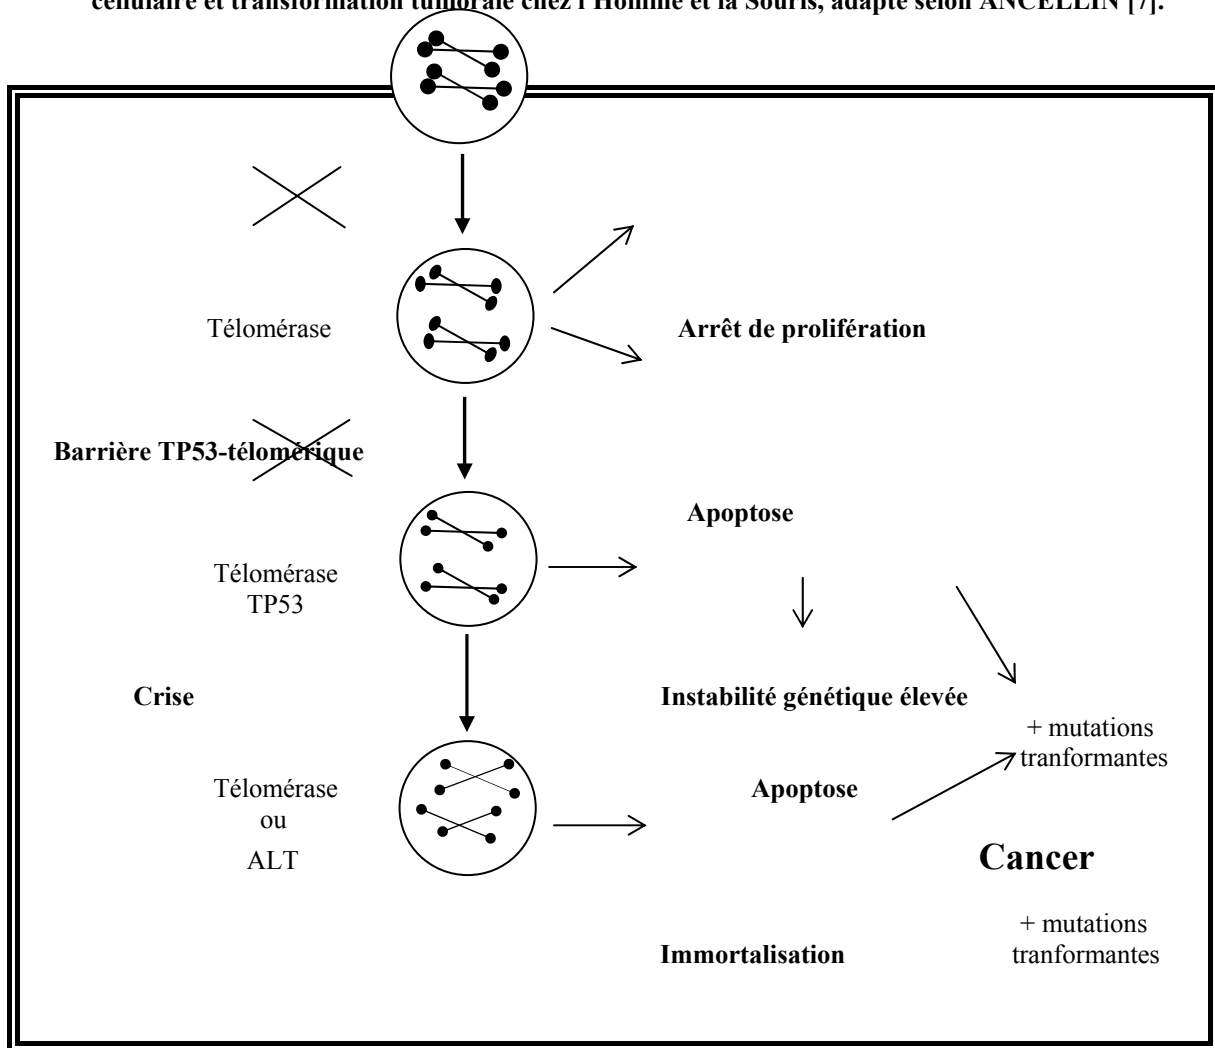 cellulaire et transformation tumorale chez l'Homme et la Souris, adapté selon ANCELLIN [7].
Télomérase
Arrêt de prolifération
Barrière TP53-télomérique
Apoptose
Télomérase
TP53
Crise
Instabilité génétique élevée
+ mutations
tranformantes
Télomérase
ou
ALT
Apoptose
Cancer
+ mutations
tranformantes
Immortalisation